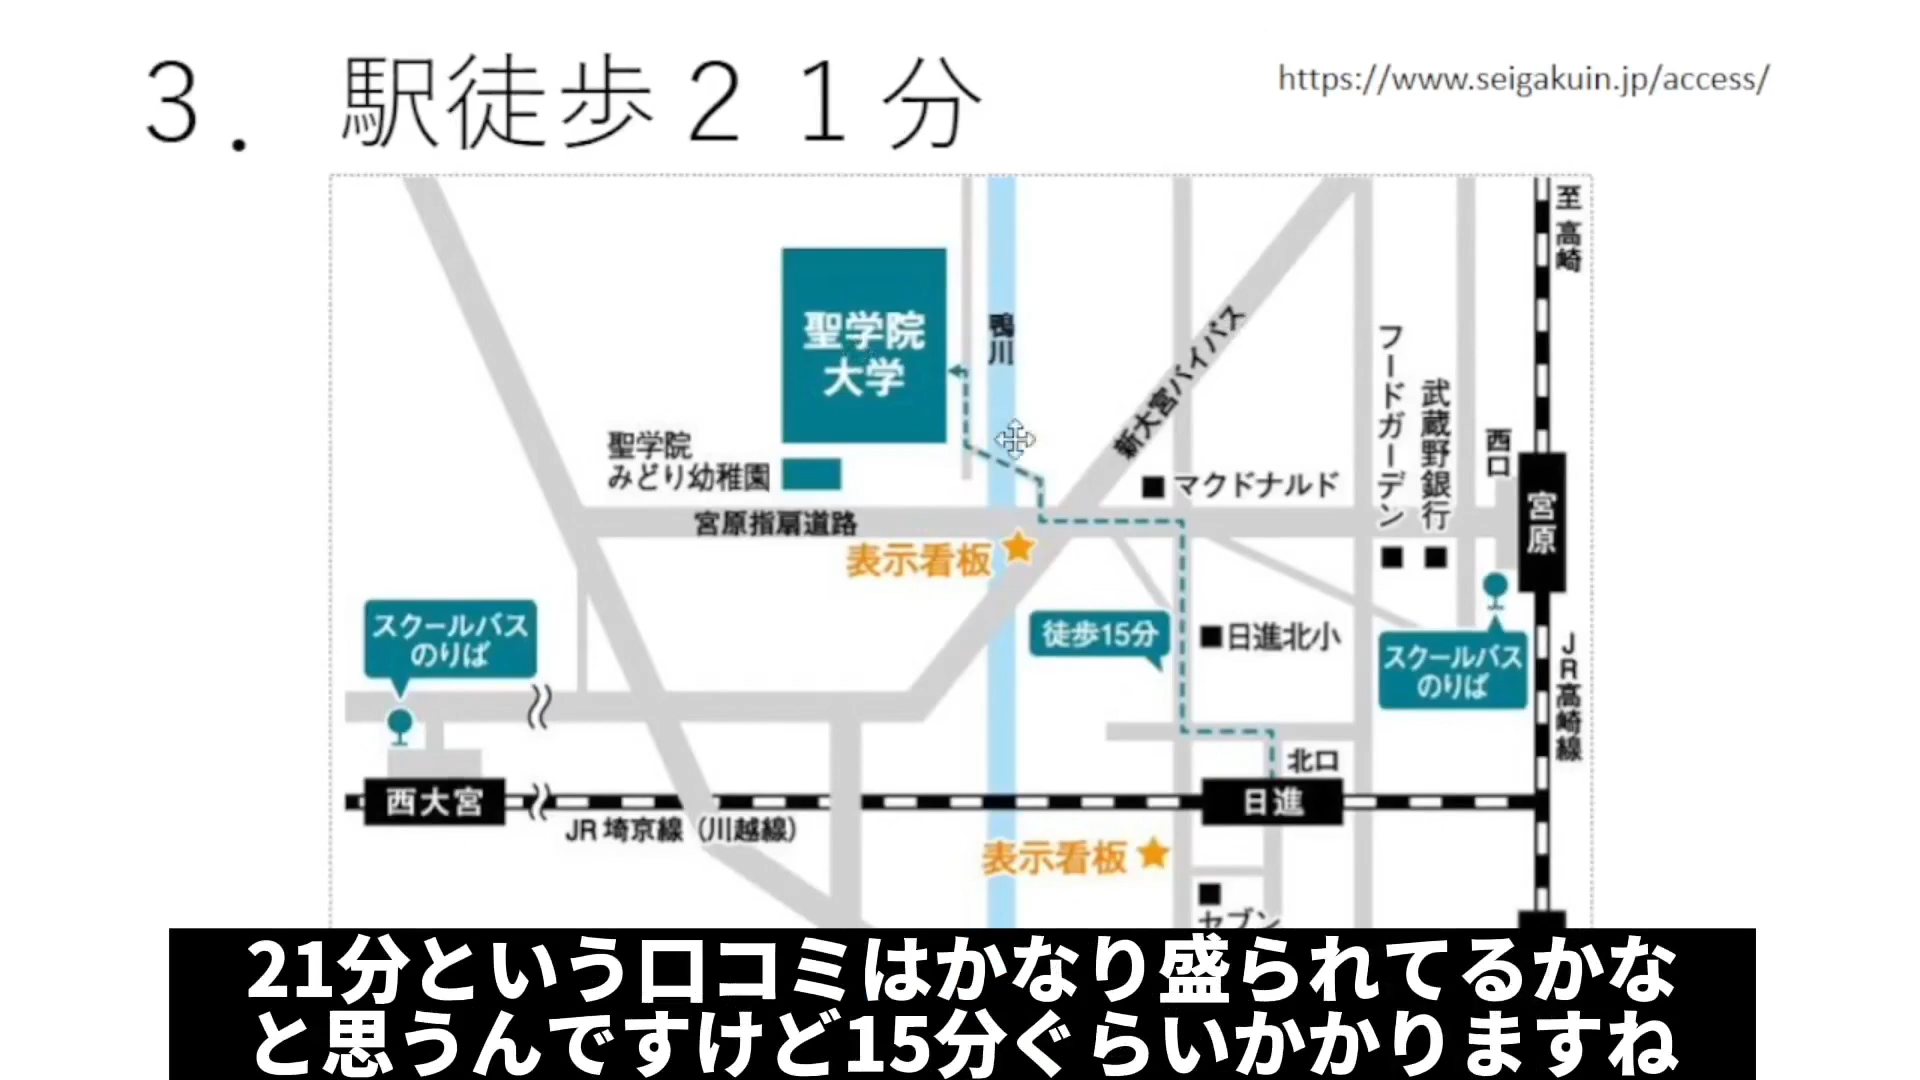 3. 駅徒歩21分
https://www.seigakuin.jp/access/
至高崎
聖学院
大学
鴨川
新大宮バイパス
フードガーデン
武蔵野銀行
西口
宮原
聖学院
みどり幼稚園
マクドナルド
宮原指扇道路
表示看板
スクールバス
のりば
徒歩15分
日進北小
スクールバス
のりば
JR高崎線
北口
西大宮
日進
JR埼京線（川越線）
表示看板
セブン
21分という口コミはかなり盛られてるかな
と思うんですけど15分ぐらいかかりますね